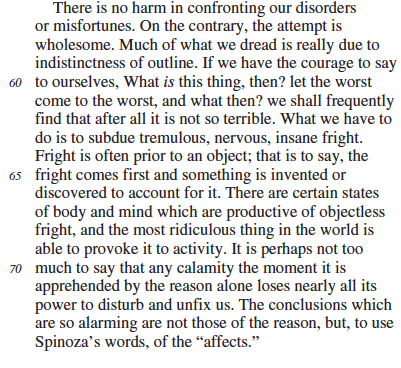 There is no harm in confronting our disorders
or misfortunes. On the contrary, the attempt is
wholesome. Much of what we dread is really due to
indistinctness of outline. If we have the courage to say
60 to ourselves, What is this thing, then? let the worst
come to the worst, and what then? we shall frequently
find that after all it is not so terrible. What we have to
do is to subdue tremulous, nervous, insane fright.
Fright is often prior to an object; that is to say, the
65 fright comes first and something is invented or
discovered to account for it. There are certain states
of body and mind which are productive of objectless
fright, and the most ridiculous thing in the world is
able to provoke it to activity. It is perhaps not too
70 much to say that any calamity the moment it is
apprehended by the reason alone loses nearly all its
power to disturb and unfix us. The conclusions which
are so alarming are not those of the reason, but, to use
Spinoza’s words, of the “affects.”